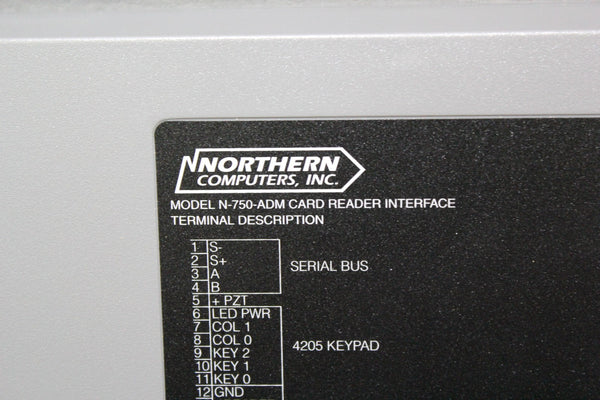 NORTHERN
COMPUTERS, INC.
MODEL N-750-ADM CARD READER INTERFACE
TERMINAL DESCRIPTION
1 S-
2 S+
3 A
4 B
SERIAL BUS
5 + PZT
6 LED PWR
7 COL 1
8 COL 0
9 KEY 2
10 KEY 1
11 KEY 0
4205 KEYPAD
12 GND